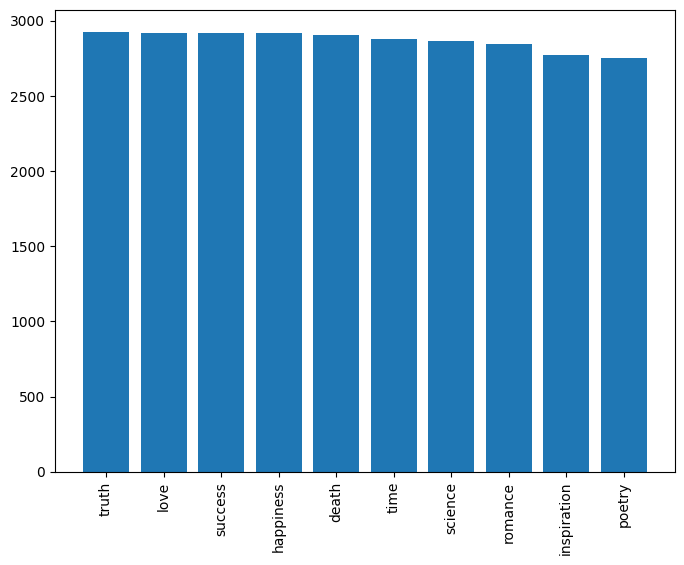 3000
2500
2000
1500
1000
500
0
truth
love
success
happiness
death
time
science
romance
inspiration
poetry